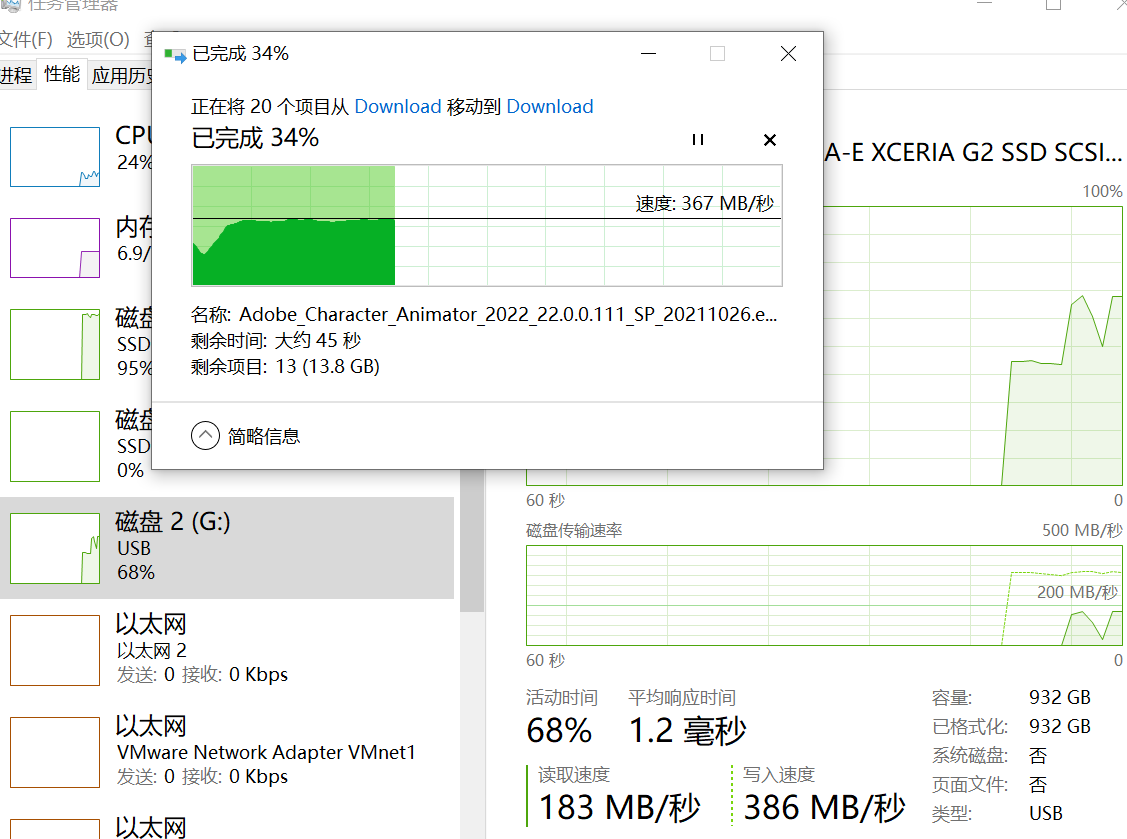 任务管理器
文件(F) 选项(O)
进程 性能 应用历
CPU
24%
内存
6.9/
磁盘
SSD
95%
磁盘
SSD
0%
磁盘 2 (G:)
USB
68%
以太网
以太网 2
发送: 0 接收: 0 Kbps
以太网
VMware Network Adapter VMnet1
发送: 0 接收: 0 Kbps
以太网
已完成 34%
正在将 20 个项目从 Download 移动到 Download
已完成 34%
速度: 367 MB/秒
名称: Adobe_Character_Animator_2022_22.0.0.111_SP_20211026.e...
剩余时间: 大约 45 秒
剩余项目: 13 (13.8 GB)
简略信息
A-E XCERIA G2 SSD SCSI...
100%
60 秒 0
磁盘传输速率 500 MB/秒
200 MB/秒
60 秒 0
活动时间 平均响应时间
68% 1.2 毫秒
读取速度 写入速度
183 MB/秒 386 MB/秒
容量: 932 GB
已格式化: 932 GB
系统磁盘: 否
页面文件: 否
类型: USB